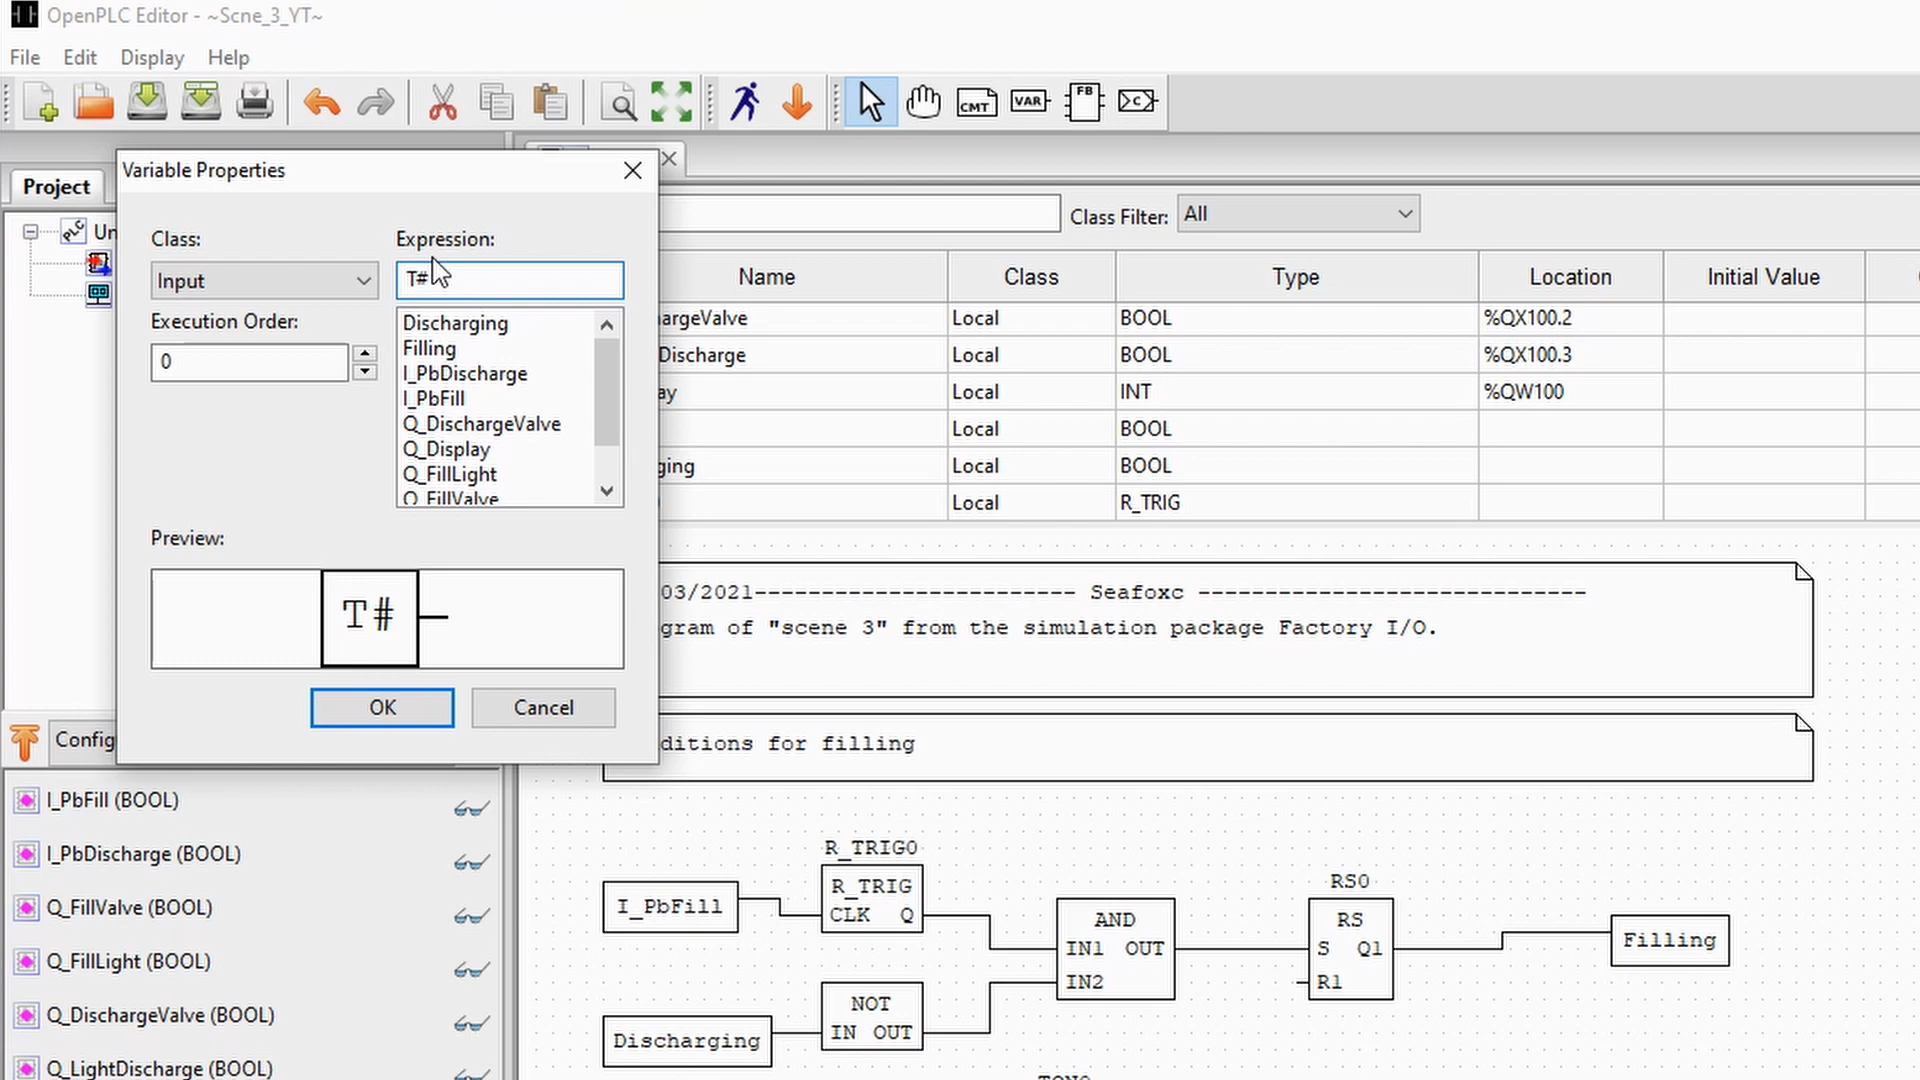 OpenPLC Editor - ~Scne_3_YT~
File Edit Display Help
CMT VAR FB C
Variable Properties
Project
Un
Class: Expression:
Input T#
Execution Order:
0
Discharging
Filling
I_PbDischarge
I_PbFill
Q_DischargeValve
Q_Display
Q_FillLight
Q_FillValve
Preview:
T#
OK Cancel
Class Filter: All
Name Class Type Location Initial Value
argeValve Local BOOL %QX100.2
Discharge Local BOOL %QX100.3
ay Local INT %QW100
Local BOOL
ging Local BOOL
Local R_TRIG
03/2021------------------------ Seafoxc -----------------------------
gram of "scene 3" from the simulation package Factory I/O.
ditions for filling
Config
I_PbFill (BOOL)
I_PbDischarge (BOOL)
Q_FillValve (BOOL)
Q_FillLight (BOOL)
Q_DischargeValve (BOOL)
Q_LightDischarge (BOOL)
R_TRIG0
I_PbFill
R_TRIG
CLK Q
AND
IN1 OUT
IN2
RS0
RS
S Q1
R1
Filling
NOT
IN OUT
Discharging